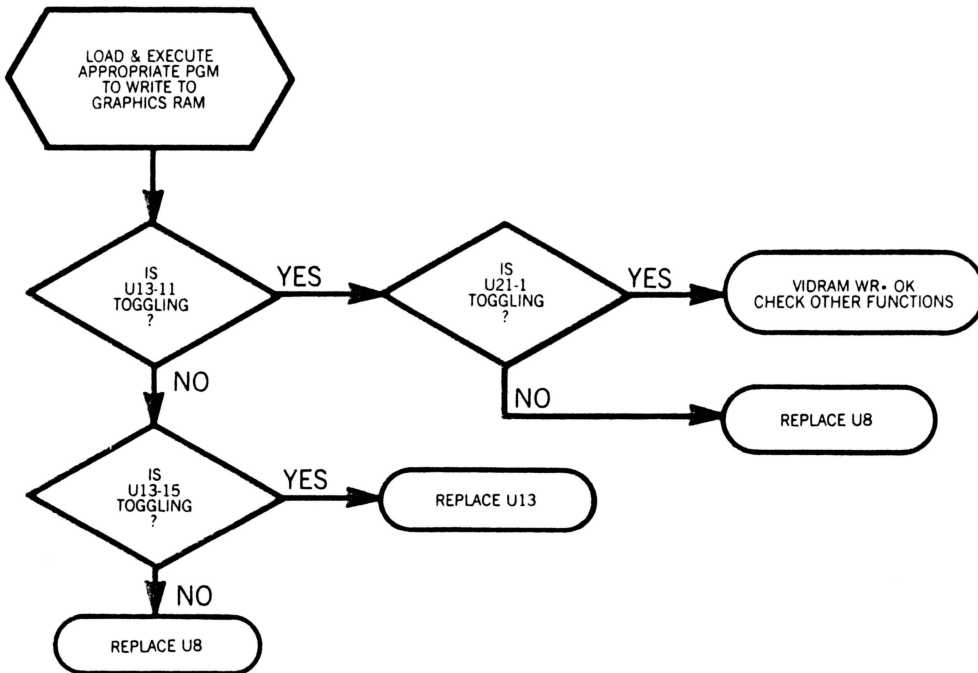 LOAD & EXECUTE
APPROPRIATE PGM
TO WRITE TO
GRAPHICS RAM
IS
U13-11
TOGGLING
?
YES
IS
U21-1
TOGGLING
?
YES
VIDRAM WR• OK
CHECK OTHER FUNCTIONS
NO
NO
REPLACE U8
IS
U13-15
TOGGLING
?
YES
REPLACE U13
NO
REPLACE U8